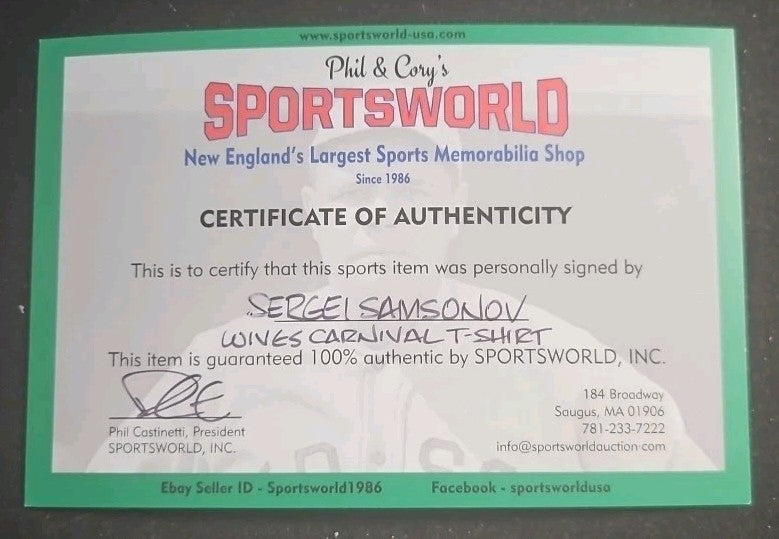 www.sportsworld-usa.com
Phil & Cory's
SPORTSWORLD
New England's Largest Sports Memorabilia Shop
Since 1986
CERTIFICATE OF AUTHENTICITY
This is to certify that this sports item was personally signed by
SERGEI SAMSONOV
WIVES CARNIVAL T-SHIRT
This item is guaranteed 100% authentic by SPORTSWORLD, INC.
Phil Castinetti, President
SPORTSWORLD, INC.
184 Broadway
Saugus, MA 01906
781-233-7222
info@sportsworldauction.com
Ebay Seller ID - Sportsworld1986
Facebook - sportsworldusa